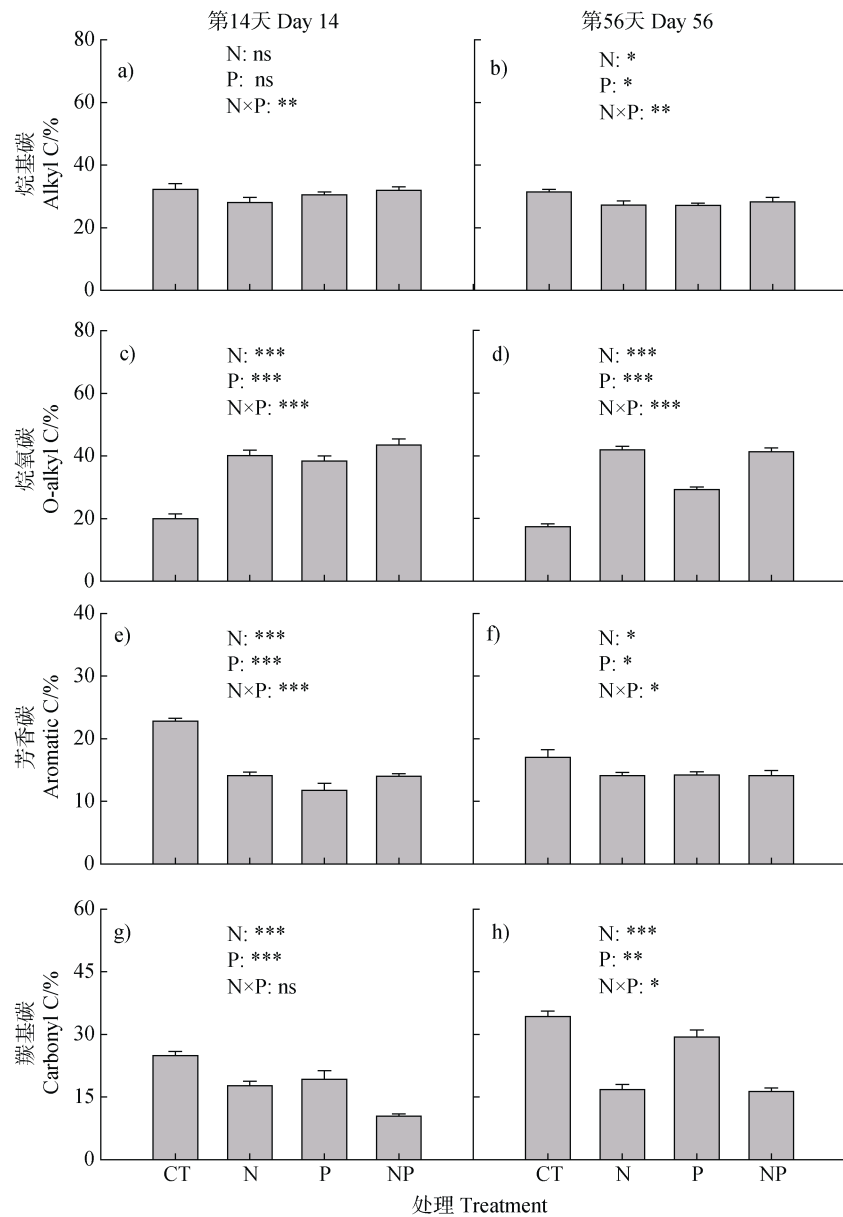 第14天 Day 14
第56天 Day 56
烷基碳
Alkyl C/%
80
60
40
20
0
a)
N: ns
P: ns
N×P: **
b)
N: *
P: *
N×P: **
烷氧碳
O-alkyl C/%
80
60
40
20
0
c)
N: ***
P: ***
N×P: ***
d)
N: ***
P: ***
N×P: ***
芳香碳
Aromatic C/%
40
30
20
10
0
e)
N: ***
P: ***
N×P: ***
f)
N: *
P: *
N×P: *
羰基碳
Carbonyl C/%
60
45
30
15
0
g)
N: ***
P: ***
N×P: ns
h)
N: ***
P: **
N×P: *
CT N P NP CT N P NP
处理 Treatment